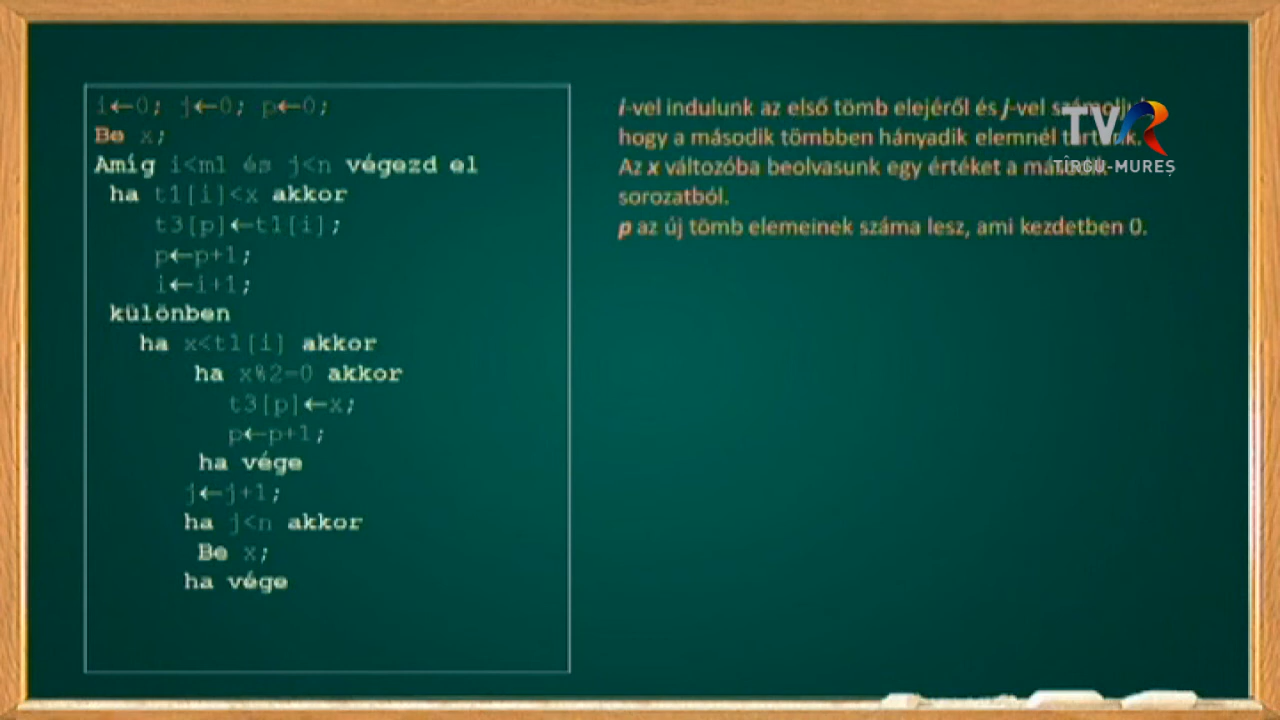 i←0; j←0; p←0;
Be x;
Amíg i<m1 és j<n végezd el
ha t1[i]<x akkor
t3[p]←t1[i];
p←p+1;
i←i+1;
különben
ha x<t1[i] akkor
ha x%2=0 akkor
t3[p]←x;
p←p+1;
ha vége
j←j+1;
ha j<n akkor
Be x;
ha vége
i-vel indulunk az első tömb elejéről és j-vel
hogy a második tömbben hányadik elemnél
Az x változóba beolvasunk egy értéket a
sorozatból.
p az új tömb elemeinek száma lesz, ami kezdetben 0.
TVR
TÎRGU-MUREȘ